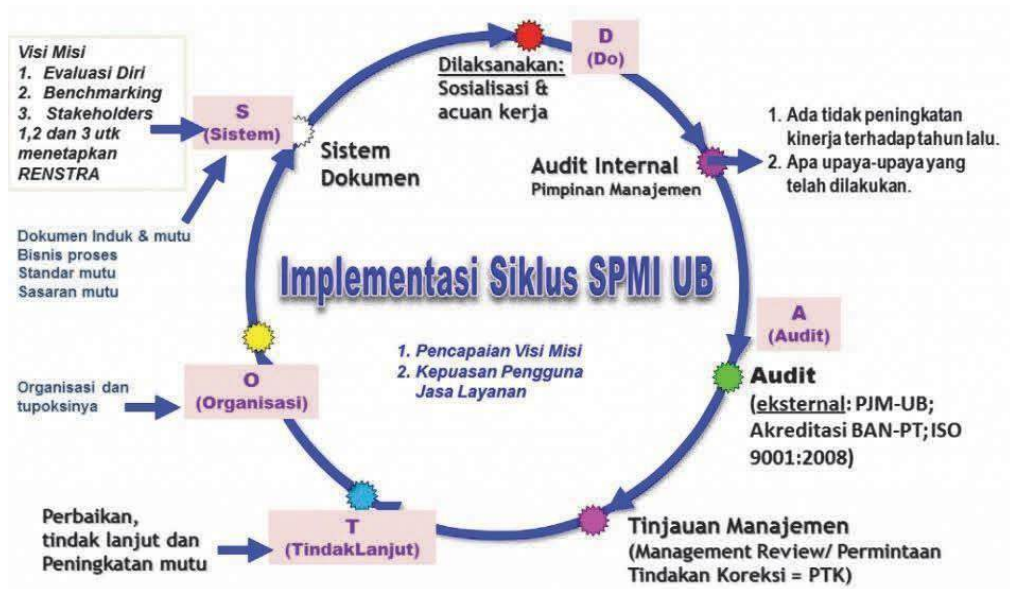 Visi Misi
1. Evaluasi Diri
2. Benchmarking
3. Stakeholders
1,2 dan 3 utk
menetapkan
RENSTRA
S
(Sistem)
Dokumen Induk & mutu
Bisnis proses
Standar mutu
Sasaran mutu
Sistem
Dokumen
Dilaksanakan:
Sosialisasi &
acuan kerja
D
(Do)
Audit Internal
Pimpinan Manajemen
1. Ada tidak peningkatan
kinerja terhadap tahun lalu.
2. Apa upaya-upaya yang
telah dilakukan.
Implementasi Siklus SPMI UB
1. Pencapaian Visi Misi
2. Kepuasan Pengguna
Jasa Layanan
A
(Audit)
Audit
(eksternal: PJM-UB;
Akreditasi BAN-PT; ISO
9001:2008)
Tinjauan Manajemen
(Management Review/ Permintaan
Tindakan Koreksi = PTK)
T
(TindakLanjut)
Perbaikan,
tindak lanjut dan
Peningkatan mutu
O
(Organisasi)
Organisasi dan
tupoksinya